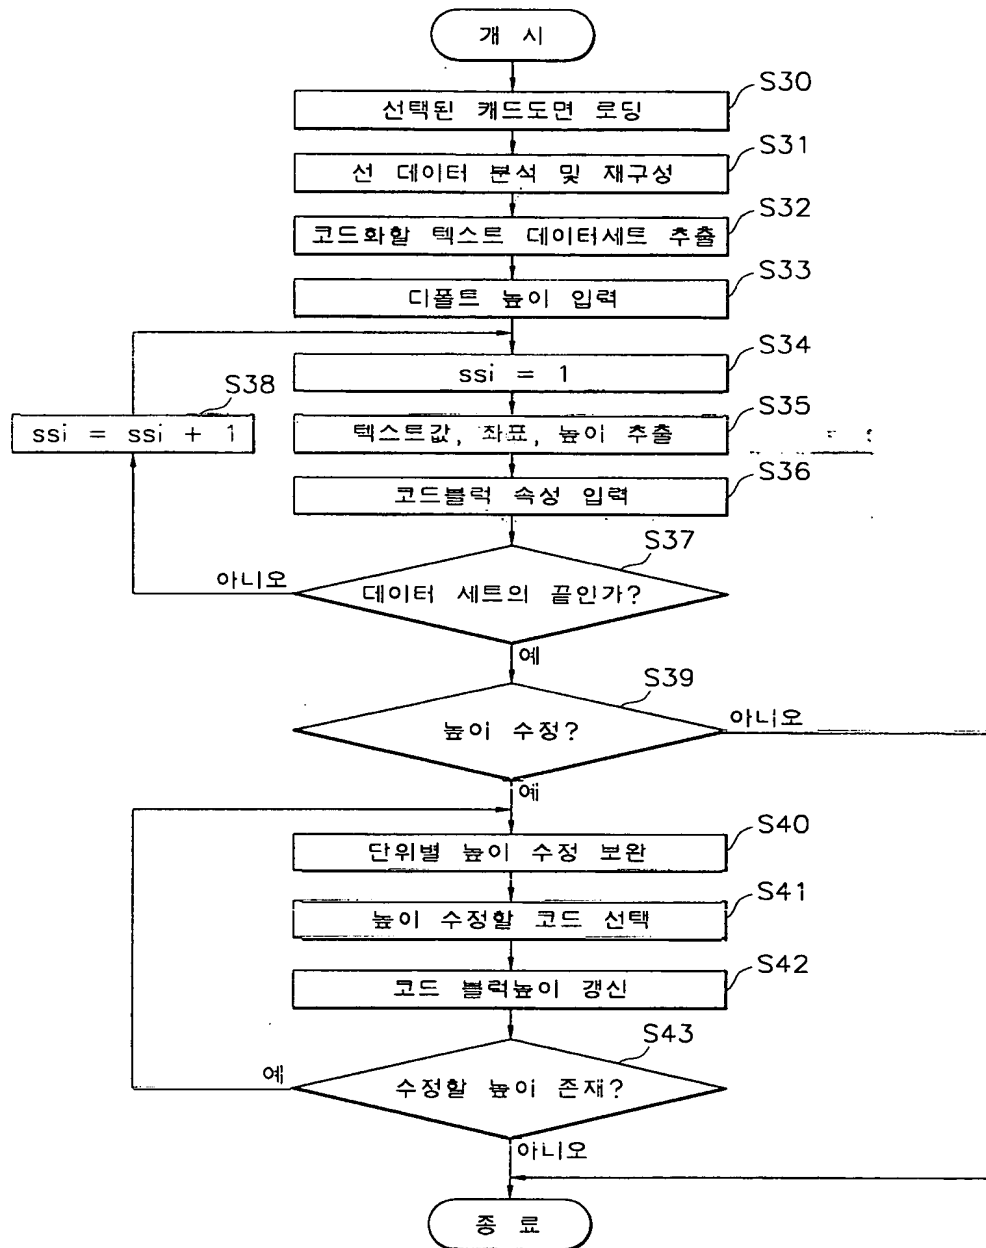 개 시
S30
선택된 캐드도면 로딩
S31
선 데이터 분석 및 재구성
S32
코드화할 텍스트 데이터세트 추출
S33
디폴트 높이 입력
S34
ssi = 1
S38
ssi = ssi + 1
S35
텍스트값, 좌표, 높이 추출
S36
코드블럭 속성 입력
S37
아니오
데이터 세트의 끝인가?
예
S39
높이 수정?
아니오
예
S40
단위별 높이 수정 보완
S41
높이 수정할 코드 선택
S42
코드 블럭높이 갱신
S43
예
수정할 높이 존재?
아니오
종 료